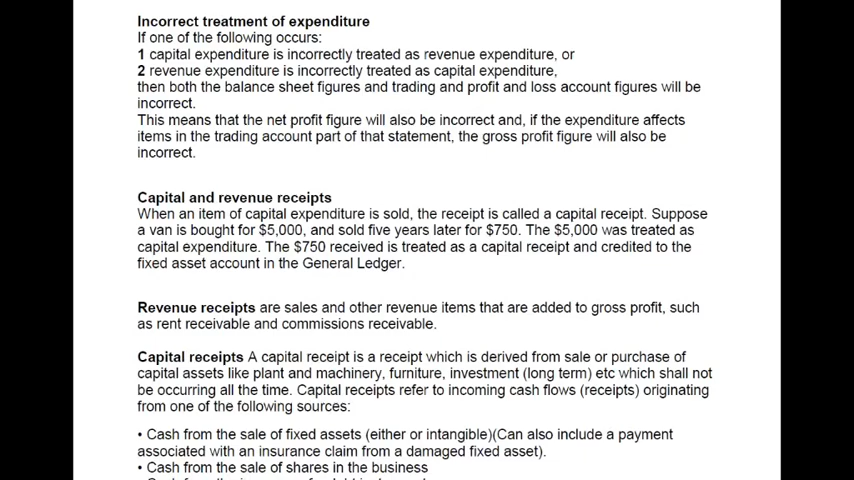 Incorrect treatment of expenditure
If one of the following occurs:
1 capital expenditure is incorrectly treated as revenue expenditure, or
2 revenue expenditure is incorrectly treated as capital expenditure,
then both the balance sheet figures and trading and profit and loss account figures will be
incorrect.
This means that the net profit figure will also be incorrect and, if the expenditure affects
items in the trading account part of that statement, the gross profit figure will also be
incorrect.
Capital and revenue receipts
When an item of capital expenditure is sold, the receipt is called a capital receipt. Suppose
a van is bought for $5,000, and sold five years later for $750. The $5,000 was treated as
capital expenditure. The $750 received is treated as a capital receipt and credited to the
fixed asset account in the General Ledger.
Revenue receipts are sales and other revenue items that are added to gross profit, such
as rent receivable and commissions receivable.
Capital receipts A capital receipt is a receipt which is derived from sale or purchase of
capital assets like plant and machinery, furniture, investment (long term) etc which shall not
be occurring all the time. Capital receipts refer to incoming cash flows (receipts) originating
from one of the following sources:
• Cash from the sale of fixed assets (either or intangible)(Can also include a payment
associated with an insurance claim from a damaged fixed asset).
• Cash from the sale of shares in the business